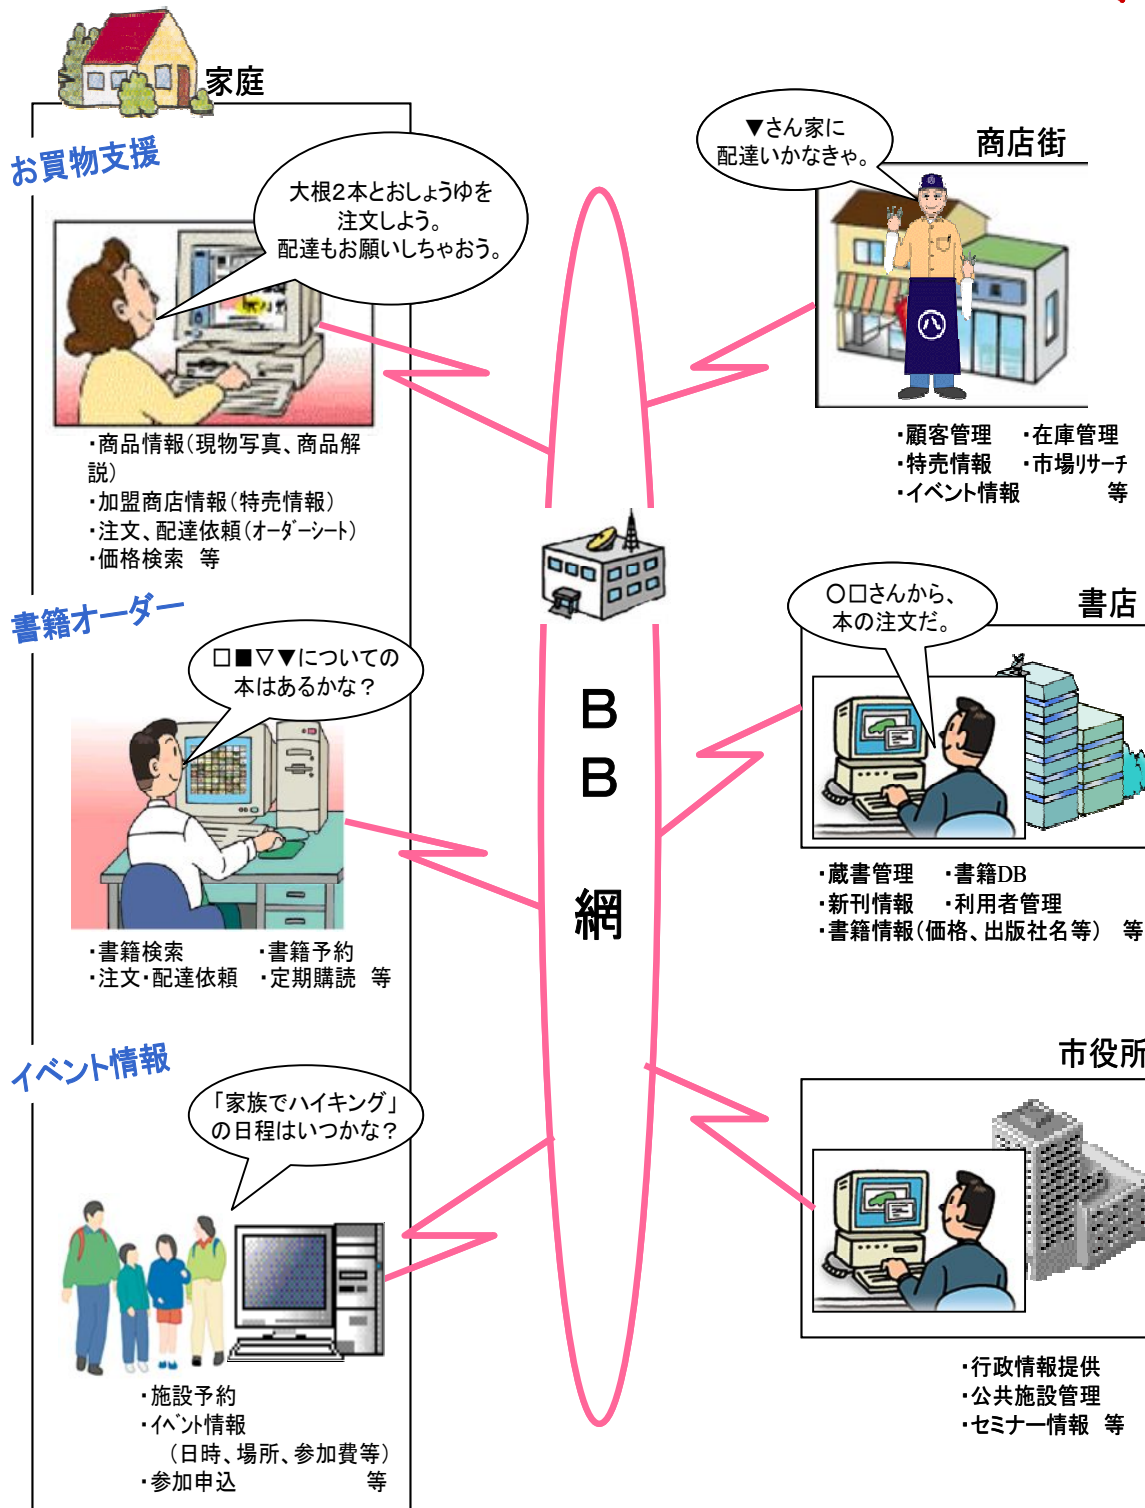 家庭
お買物支援
大根2本とおしょうゆを
注文しよう。
配達もお願いしちゃおう。
・商品情報(現物写真、商品解
説)
・加盟商店情報(特売情報)
・注文、配達依頼(オーダーシート)
・価格検索 等
書籍オーダー
□■▽▼についての
本はあるかな？
・書籍検索 ・書籍予約
・注文・配達依頼 ・定期購読 等
イベント情報
「家族でハイキング」
の日程はいつかな？
・施設予約
・イベント情報
(日時、場所、参加費等)
・参加申込 等
BB網
商店街
▼さん家に
配達いかなきゃ。
八
・顧客管理 ・在庫管理
・特売情報 ・市場リサーチ
・イベント情報 等
書店
○□さんから、
本の注文だ。
・蔵書管理 ・書籍DB
・新刊情報 ・利用者管理
・書籍情報(価格、出版社名等) 等
市役所
・行政情報提供
・公共施設管理
・セミナー情報 等